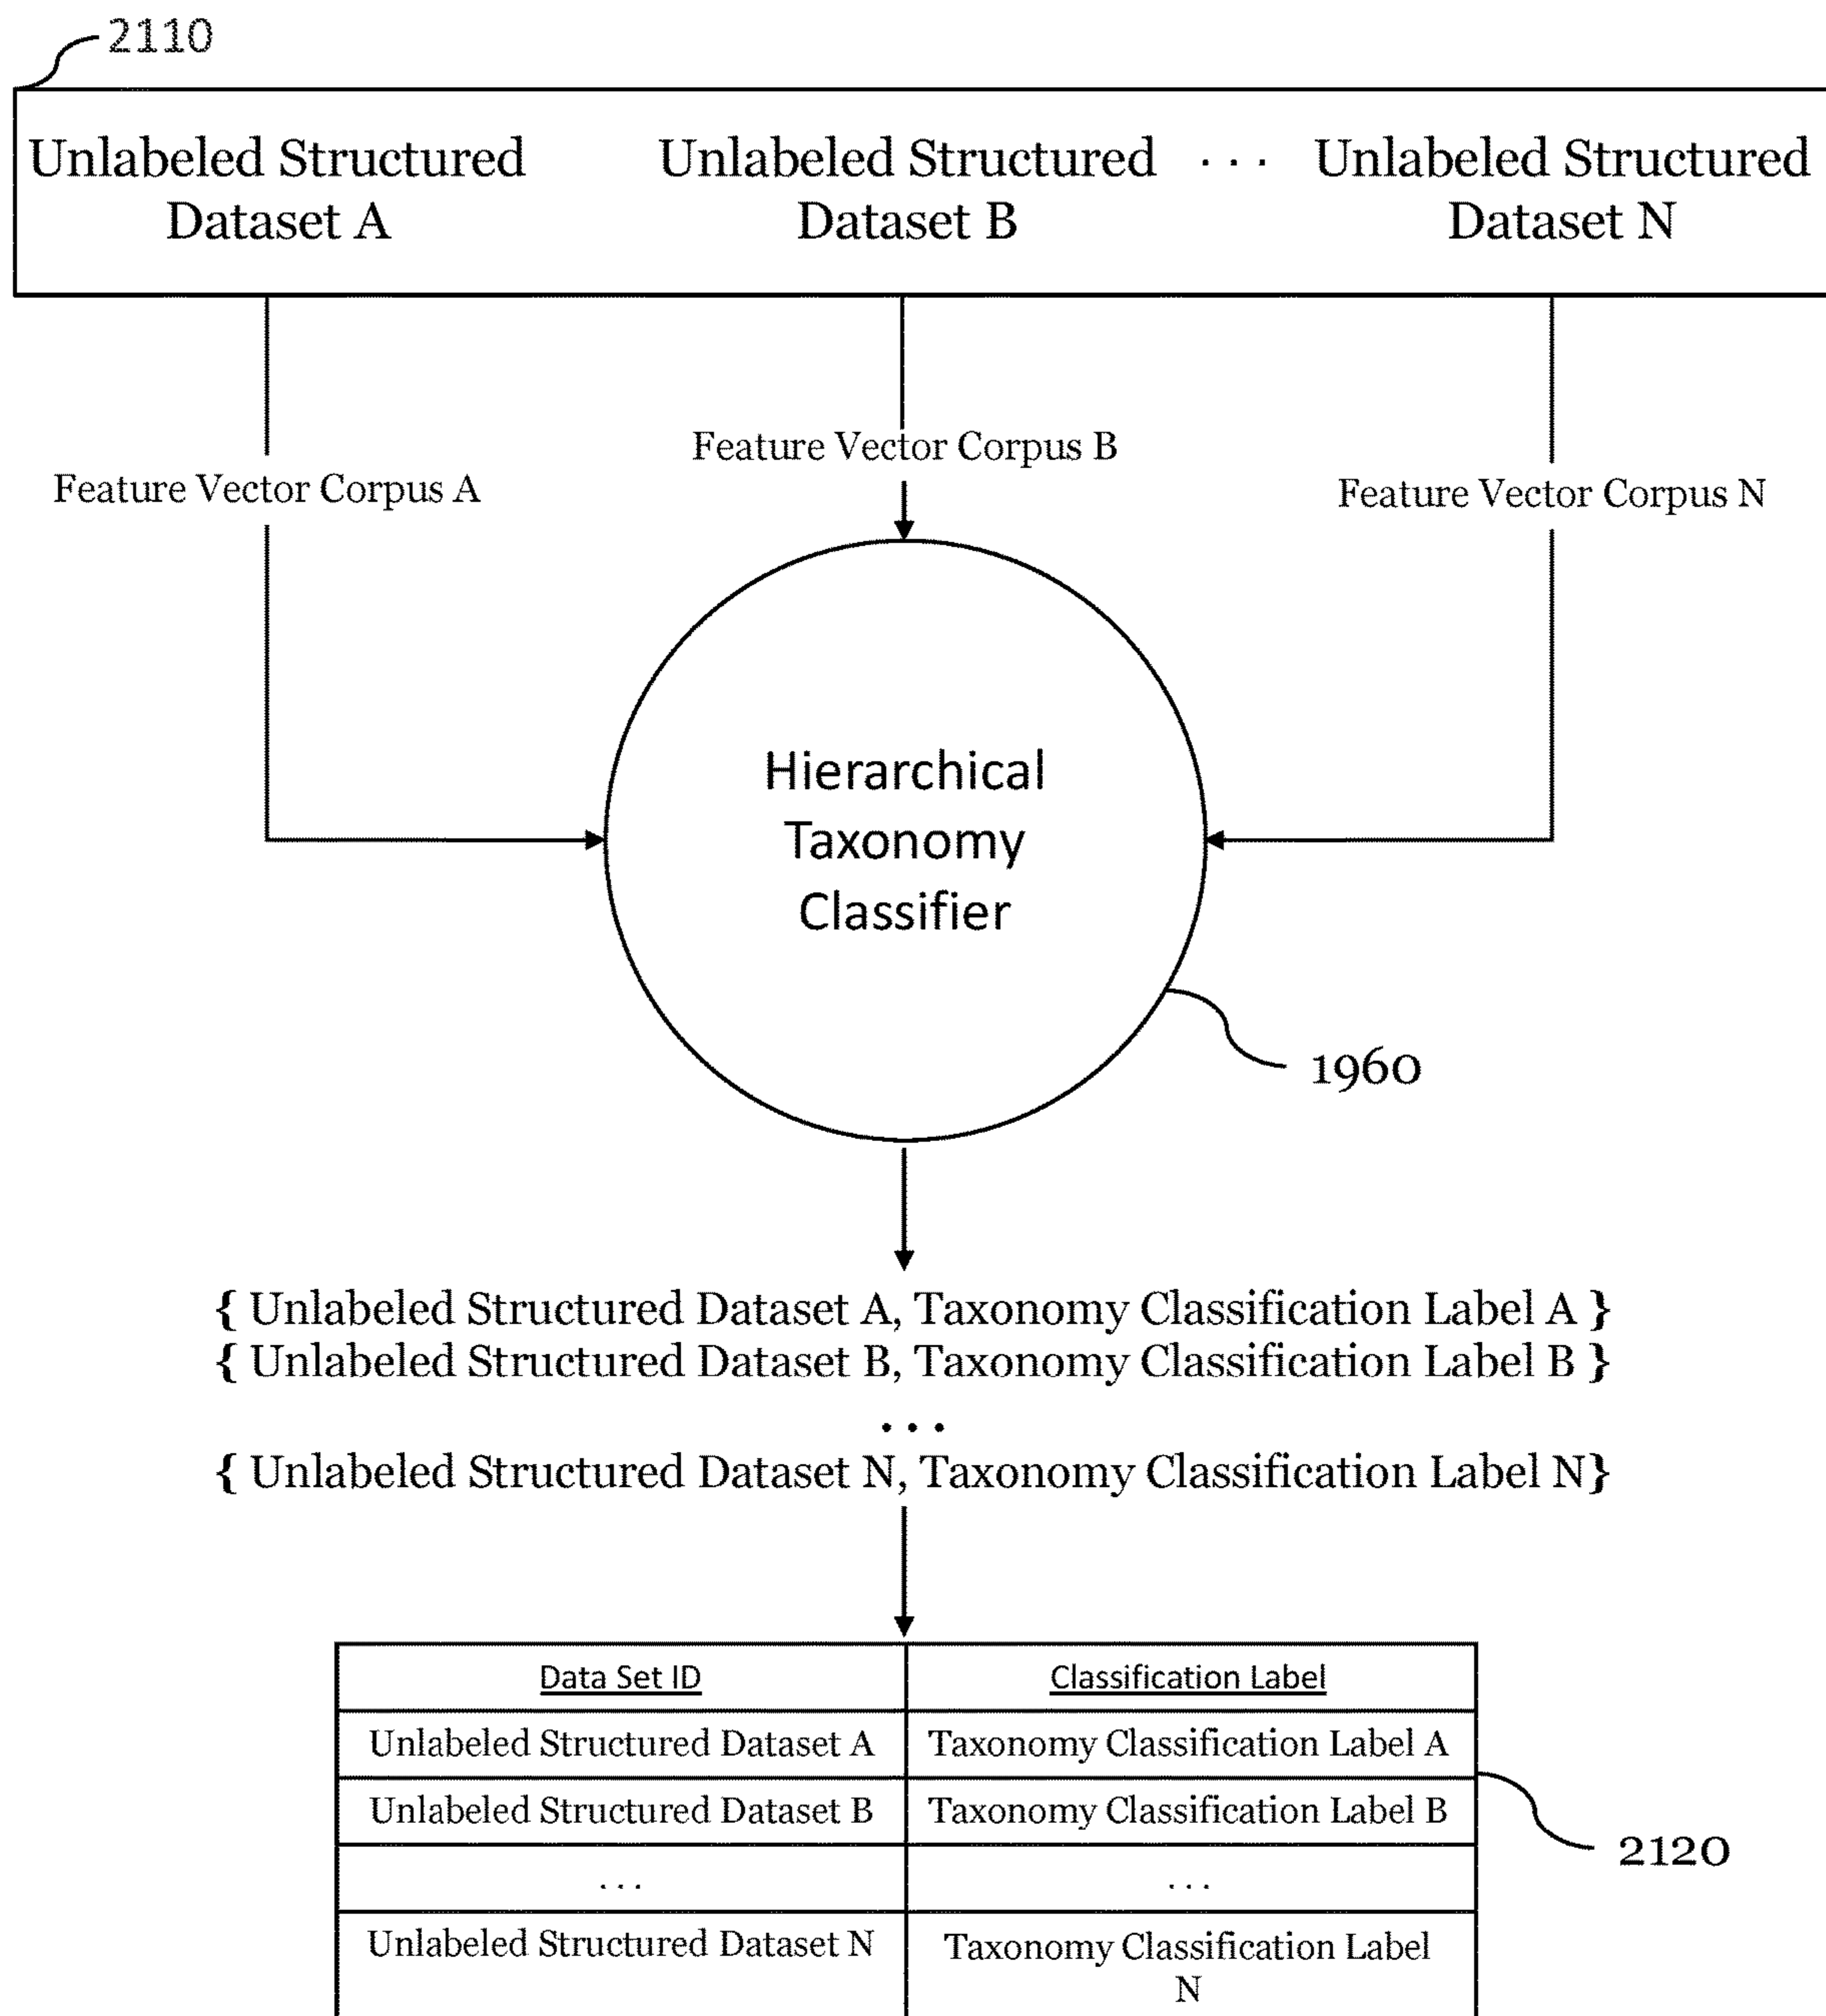 2110
Unlabeled Structured Dataset A
Unlabeled Structured Dataset B
. . .
Unlabeled Structured Dataset N
Feature Vector Corpus A
Feature Vector Corpus B
Feature Vector Corpus N
Hierarchical
Taxonomy
Classifier
1960
{ Unlabeled Structured Dataset A, Taxonomy Classification Label A }
{ Unlabeled Structured Dataset B, Taxonomy Classification Label B }
...
{ Unlabeled Structured Dataset N, Taxonomy Classification Label N}
Data Set ID Classification Label
Unlabeled Structured Dataset A Taxonomy Classification Label A
Unlabeled Structured Dataset B Taxonomy Classification Label B
2120
. . . . . .
Unlabeled Structured Dataset N Taxonomy Classification Label
N